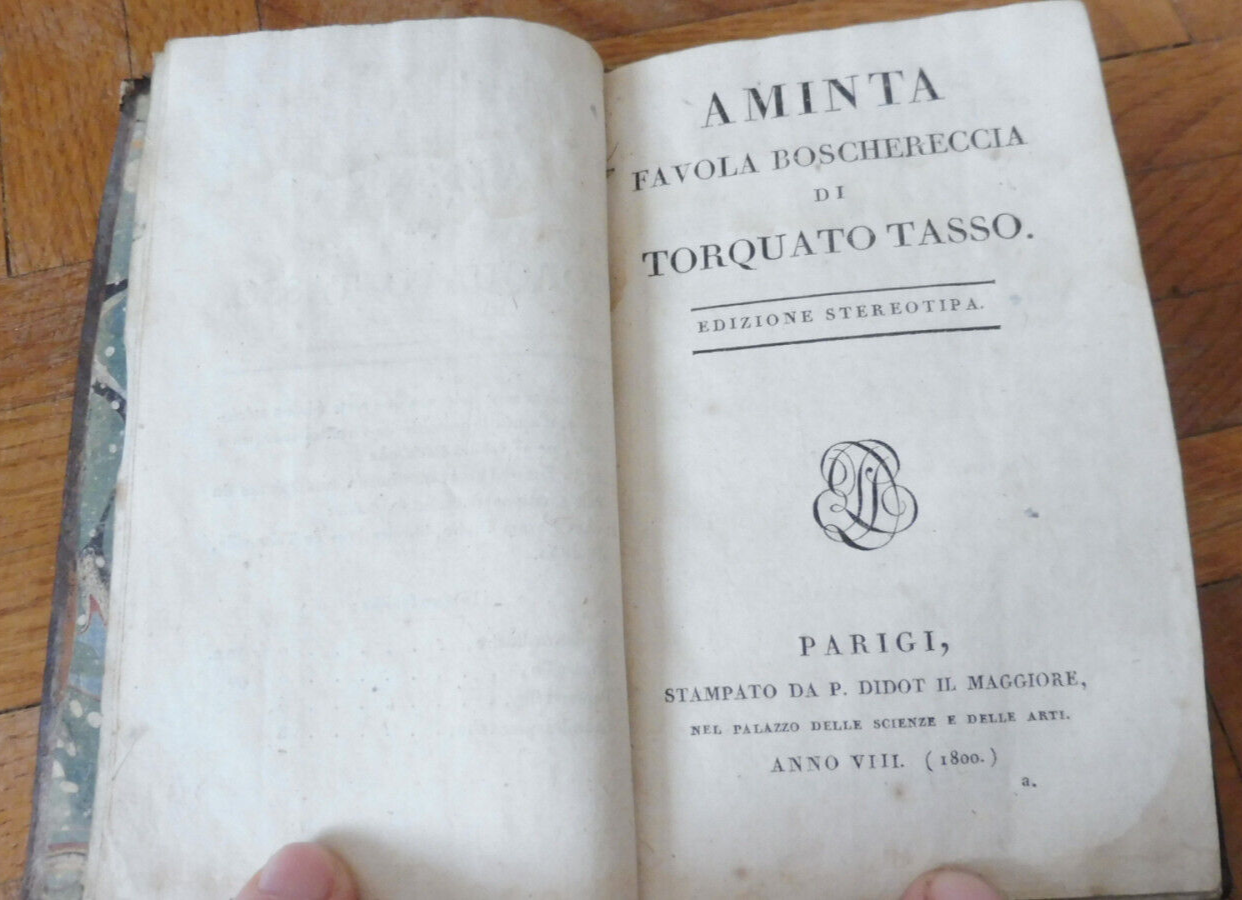 AMINTA
FAVOLA BOSCHERECCIA
DI
TORQUATO TASSO.
EDIZIONE STEREOTIPA.
PARIGI,
STAMPATO DA P. DIDOT IL MAGGIORE,
NEL PALAZZO DELLE SCIENZE E DELLE ARTI.
ANNO VIII. (1800.)
a.